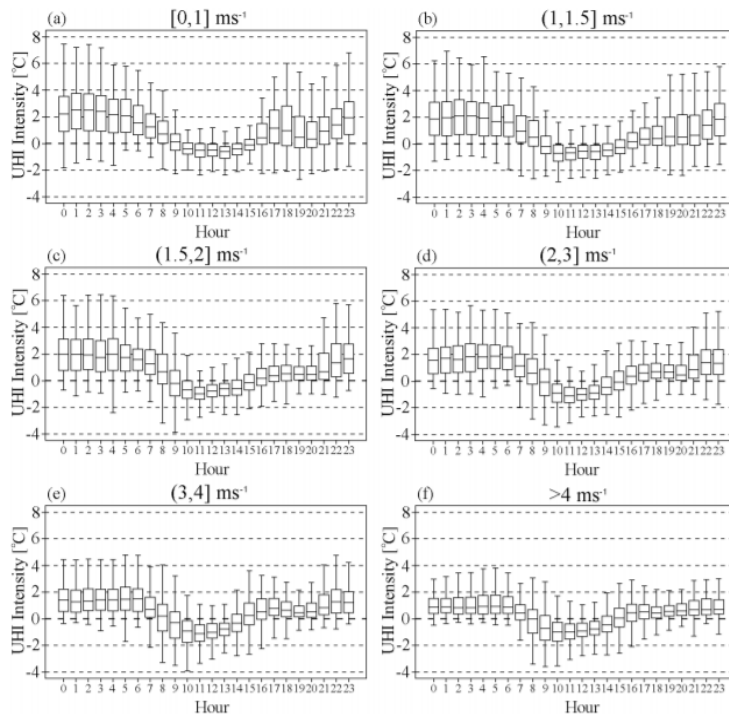 (a) [0,1] ms⁻¹
UHI Intensity [℃]
8
6
4
2
0
-2
-4
0 1 2 3 4 5 6 7 8 9 10 11 12 13 14 15 16 17 18 19 20 21 22 23
Hour
(b) (1,1.5] ms⁻¹
UHI Intensity [℃]
8
6
4
2
0
-2
-4
0 1 2 3 4 5 6 7 8 9 10 11 12 13 14 15 16 17 18 19 20 21 22 23
Hour
(c) (1.5,2] ms⁻¹
UHI Intensity [℃]
8
6
4
2
0
-2
-4
0 1 2 3 4 5 6 7 8 9 10 11 12 13 14 15 16 17 18 19 20 21 22 23
Hour
(d) (2,3] ms⁻¹
UHI Intensity [℃]
8
6
4
2
0
-2
-4
0 1 2 3 4 5 6 7 8 9 10 11 12 13 14 15 16 17 18 19 20 21 22 23
Hour
(e) (3,4] ms⁻¹
UHI Intensity [℃]
8
6
4
2
0
-2
-4
0 1 2 3 4 5 6 7 8 9 10 11 12 13 14 15 16 17 18 19 20 21 22 23
Hour
(f) >4 ms⁻¹
UHI Intensity [℃]
8
6
4
2
0
-2
-4
0 1 2 3 4 5 6 7 8 9 10 11 12 13 14 15 16 17 18 19 20 21 22 23
Hour